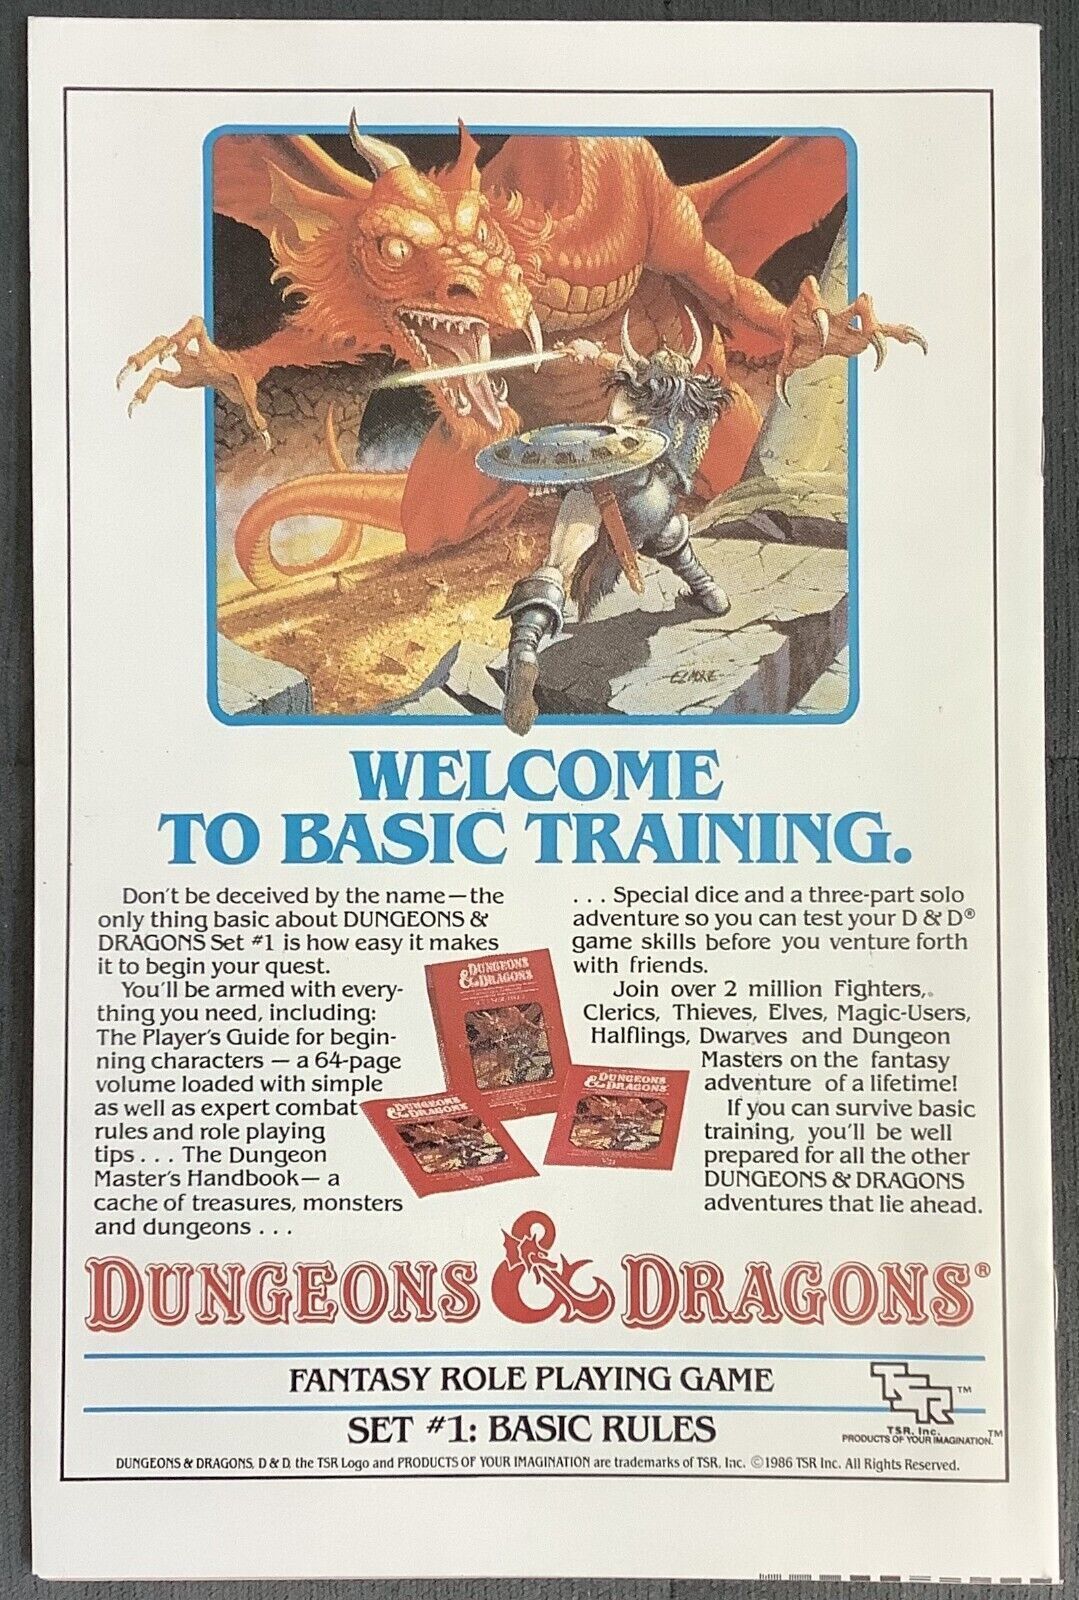 ELMORE
WELCOME
TO BASIC TRAINING.
Don't be deceived by the name—the
only thing basic about DUNGEONS &
DRAGONS Set #1 is how easy it makes
it to begin your quest.
You'll be armed with every-
thing you need, including:
The Player's Guide for begin-
ning characters — a 64-page
volume loaded with simple
as well as expert combat
rules and role playing
tips . . . The Dungeon
Master's Handbook— a
cache of treasures, monsters
and dungeons . . .
DUNGEONS
& DRAGONS
DUNGEONS
& DRAGONS
DUNGEONS
& DRAGONS
. . . Special dice and a three-part solo
adventure so you can test your D & D®
game skills before you venture forth
with friends.
Join over 2 million Fighters,
Clerics, Thieves, Elves, Magic-Users,
Halflings, Dwarves and Dungeon
Masters on the fantasy
adventure of a lifetime!
If you can survive basic
training, you'll be well
prepared for all the other
DUNGEONS & DRAGONS
adventures that lie ahead.
DUNGEONS & DRAGONS®
FANTASY ROLE PLAYING GAME
SET #1: BASIC RULES
TSR™
TSR, Inc.
PRODUCTS OF YOUR IMAGINATION.™
DUNGEONS & DRAGONS, D & D, the TSR Logo and PRODUCTS OF YOUR IMAGINATION are trademarks of TSR, Inc. ©1986 TSR Inc. All Rights Reserved.